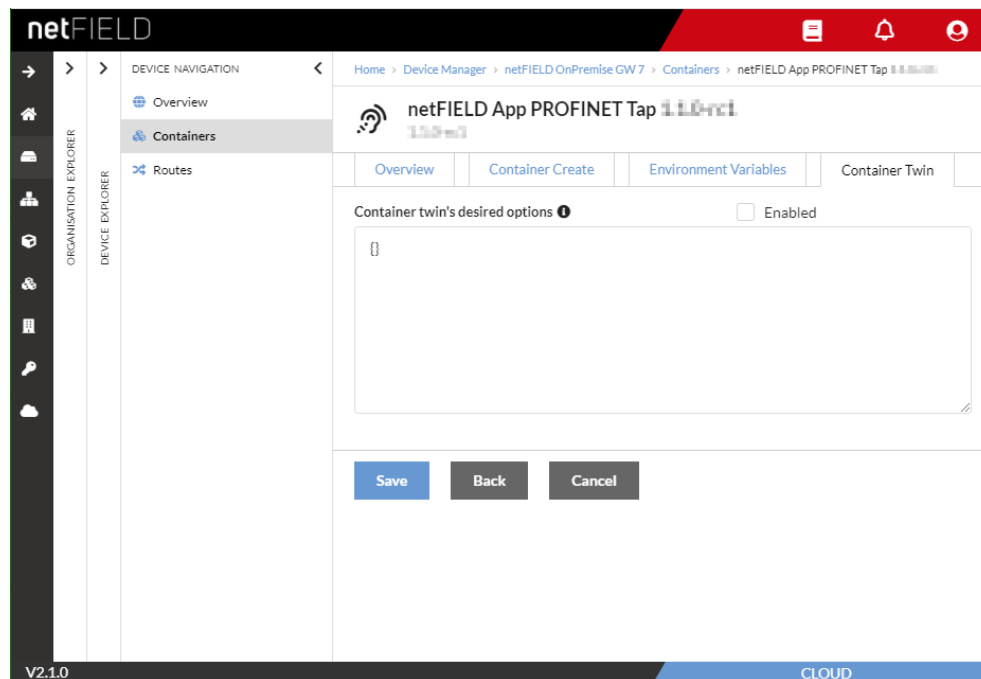 netFIELD
DEVICE NAVIGATION
Overview
Containers
Routes
ORGANISATION EXPLORER
DEVICE EXPLORER
Home > Device Manager > netFIELD OnPremise GW 7 > Containers > netFIELD App PROFINET Tap
netFIELD App PROFINET Tap
Overview
Container Create
Environment Variables
Container Twin
Container twin's desired options
Enabled
{}
Save
Back
Cancel
V2.1.0
CLOUD